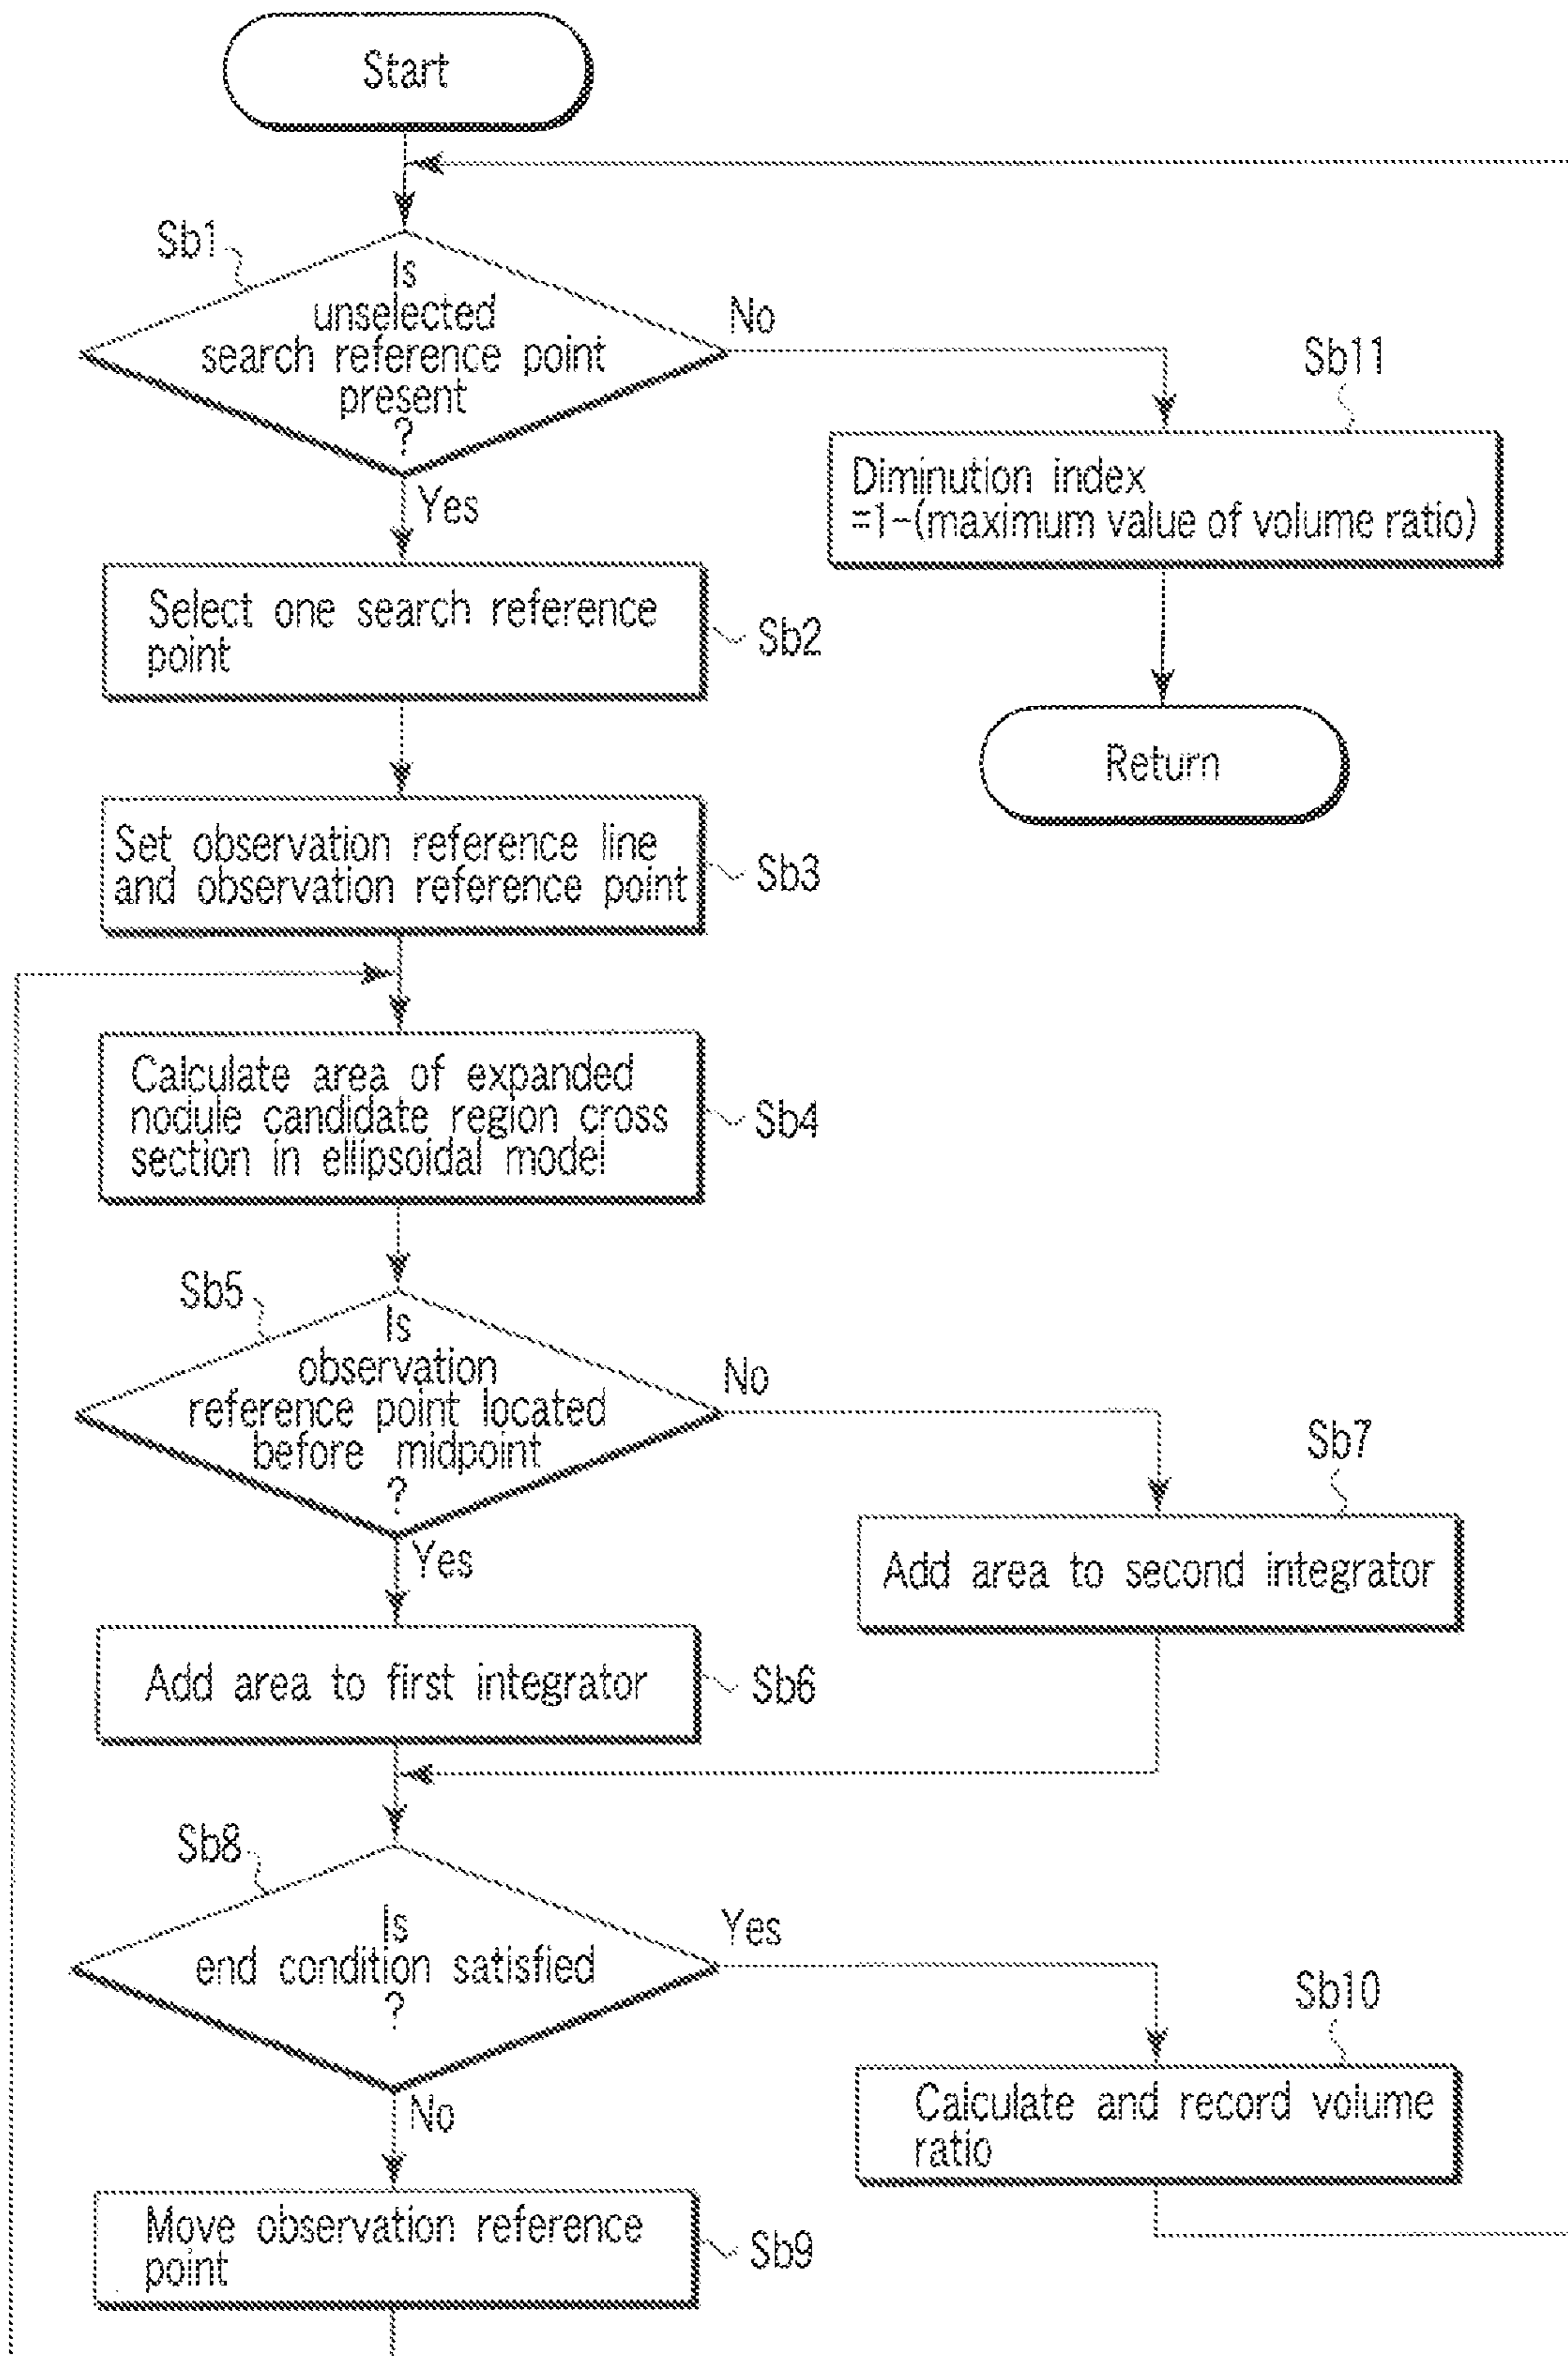 Start
Sb1
Is
unselected
search reference point
present
?
No
Yes
Sb11
Diminution index
=1-(maximum value of volume ratio)
Select one search reference
point
Sb2
Return
Set observation reference line
and observation reference point
Sb3
Calculate area of expanded
nodule candidate region cross
section in ellipsoidal model
Sb4
Sb5
Is
observation
reference point located
before midpoint
?
No
Yes
Sb7
Add area to second integrator
Add area to first integrator
Sb6
Sb8
Is
end condition satisfied
?
Yes
No
Sb10
Calculate and record volume
ratio
Move observation reference
point
Sb9